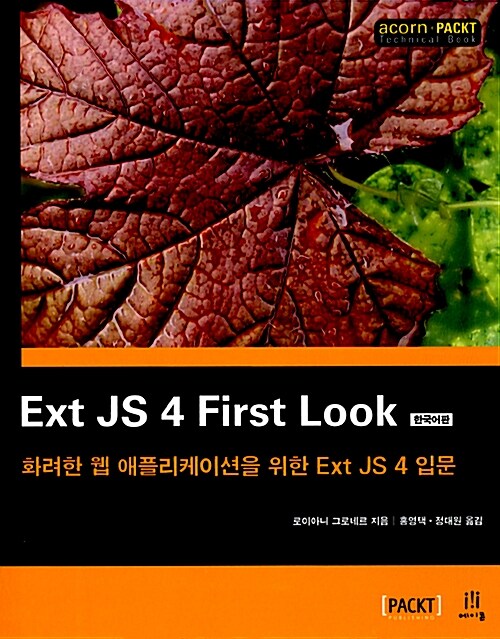 acorn·PACKT
Technical Book
Ext JS 4 First Look 한국어판
화려한 웹 애플리케이션을 위한 Ext JS 4 입문
로이아니 그로네르 지음 | 홍영택·정대원 옮김
[PACKT]
PUBLISHING
에이콘